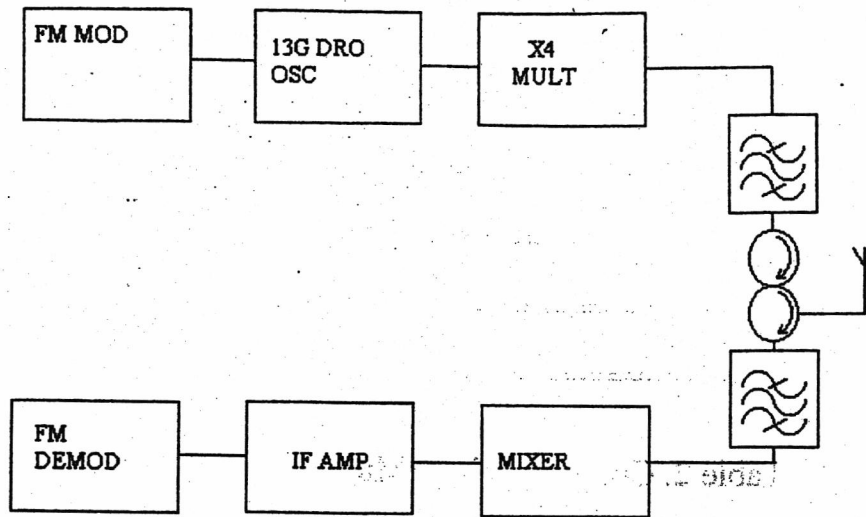 FM MOD
13G DRO
OSC
X4
MULT
FM
DEMOD
IF AMP
MIXER